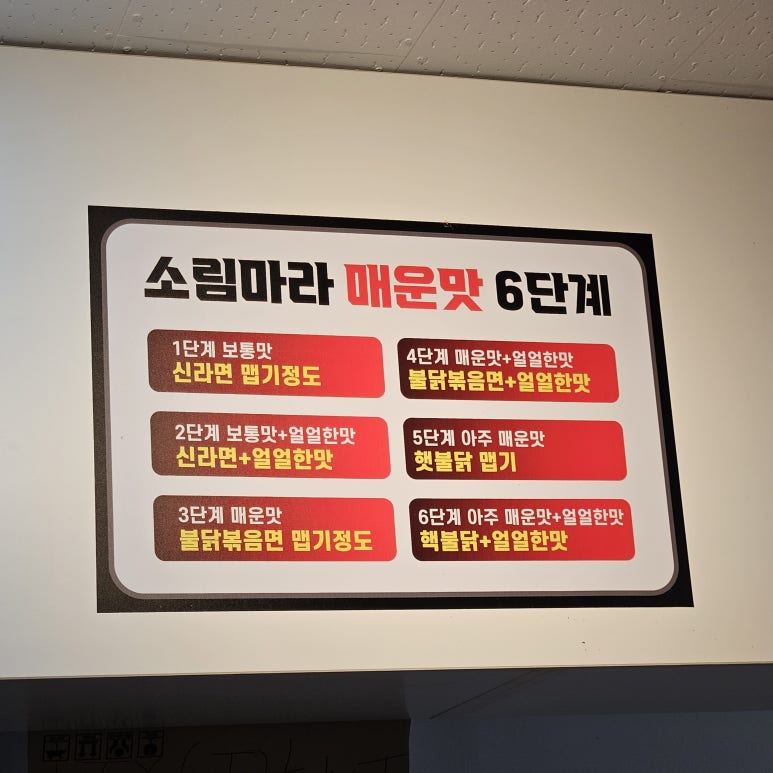 소림마라 매운맛 6단계
1단계 보통맛
신라면 맵기정도
2단계 보통맛+얼얼한맛
신라면+얼얼한맛
3단계 매운맛
불닭볶음면 맵기정도
4단계 매운맛+얼얼한맛
불닭볶음면+얼얼한맛
5단계 아주 매운맛
햇불닭 맵기
6단계 아주 매운맛+얼얼한맛
핵불닭+얼얼한맛